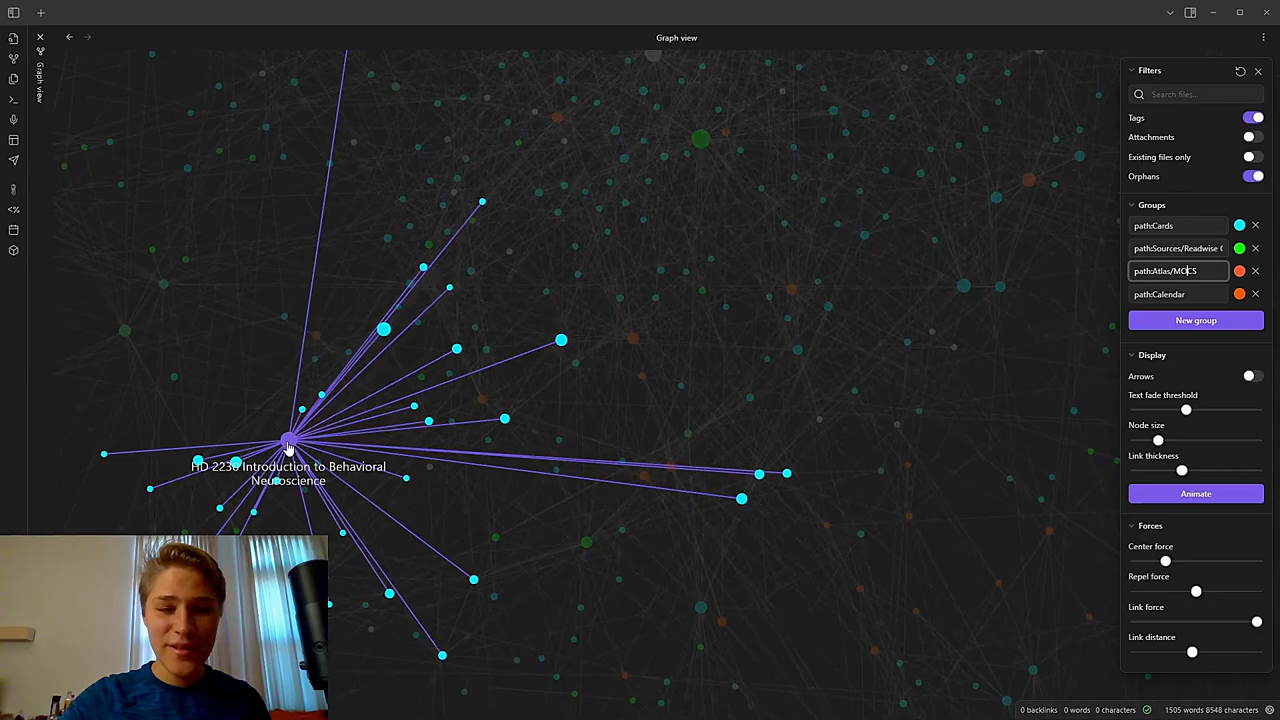 Graph view
Graph view
Filters
Search files...
Tags
Attachments
Existing files only
Orphans
Groups
path:Cards
path:Sources/Readwise (
path:Atlas/MOCS
path:Calendar
New group
Display
Arrows
Text fade threshold
Node size
Link thickness
Animate
Forces
Center force
Repel force
Link force
Link distance
HD 2230 Introduction to Behavioral
Neuroscience
0 backlinks 0 words 0 characters 1505 words 8548 characters